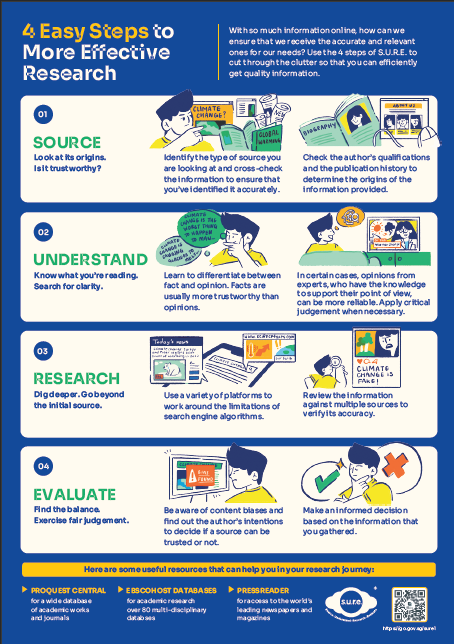 4 Easy Steps to
More Effective
Research
With so much information online, how can we
ensure that we receive the accurate and relevant
ones for our needs? Use the 4 steps of S.U.R.E. to
cut through the clutter so that you can efficiently
get quality information.
01
SOURCE
Look at its origins.
Is it trustworthy?
CLIMATE
CHANGE?
GLOBAL
WARMING
Identify the type of source you
are looking at and cross-check
the information to ensure that
you've identified it accurately.
BIOGRAPHY
ABOUT US
Check the author's qualifications
and the publication history to
determine the origins of the
information provided.
02
UNDERSTAND
Know what you're reading.
Search for clarity.
CLIMATE
CHANGE IS THE
WORST THING
TO HAPPEN
TO MAN...
Learn to differentiate between
fact and opinion. Facts are
usually more trustworthy than
opinions.
In certain cases, opinions from
experts, who have the knowledge
to support their point of view,
can be more reliable. Apply critical
judgement when necessary.
03
RESEARCH
Dig deeper. Go beyond
the initial source.
Today's news
Use a variety of platforms to
work around the limitations of
search engine algorithms.
CLIMATE
CHANGE IS
FAKE!
Review the information
against multiple sources to
verify its accuracy.
04
EVALUATE
Find the balance.
Exercise fair judgement.
Be aware of content biases and
find out the author's intentions
to decide if a source can be
trusted or not.
Make an informed decision
based on the information that
you gathered.
Here are some useful resources that can help you in your research journey:
PROQUEST CENTRAL
for a wide database
of academic works
and journals
EBSCOHOST DATABASES
for academic research
over 80 multi-disciplinary
databases
PRESSREADER
for access to the world's
leading newspapers and
magazines
s.u.r.e.
https://go.gov.sg/sure1